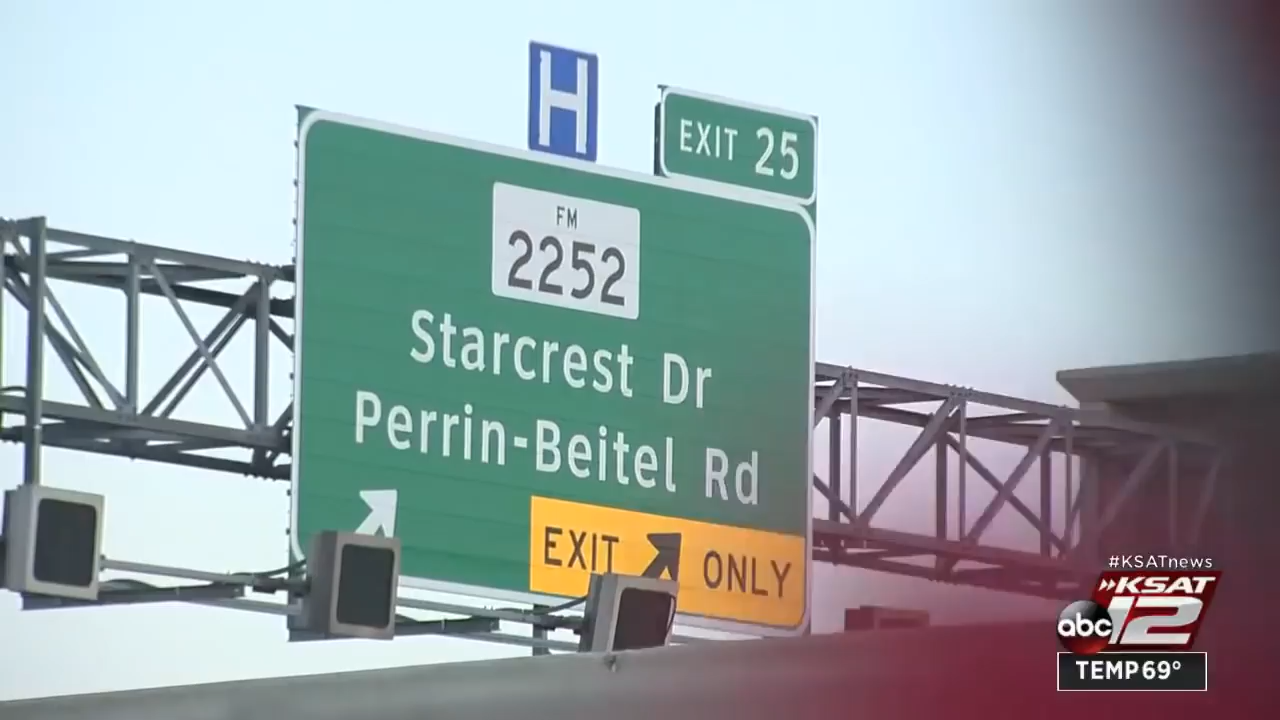 H
EXIT 25
FM
2252
Starcrest Dr
Perrin-Beitel Rd
EXIT ONLY
#KSATnews
KSAT
abc 12
TEMP 69°